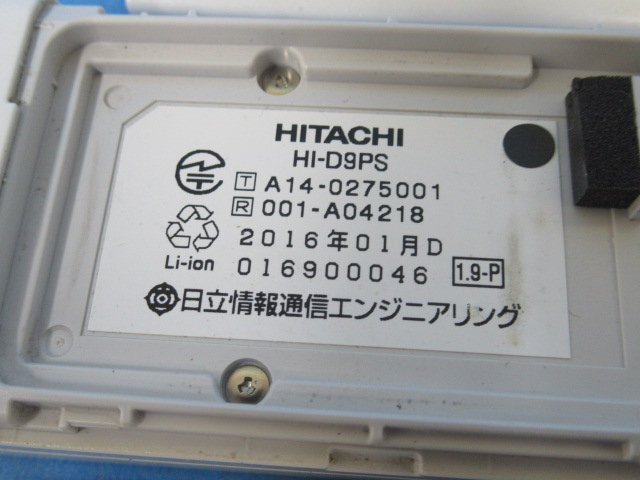 HITACHI
HI-D9PS
T A14-0275001
R 001-A04218
2016年01月D
Li-ion 016900046 1.9-P
日立情報通信エンジニアリング